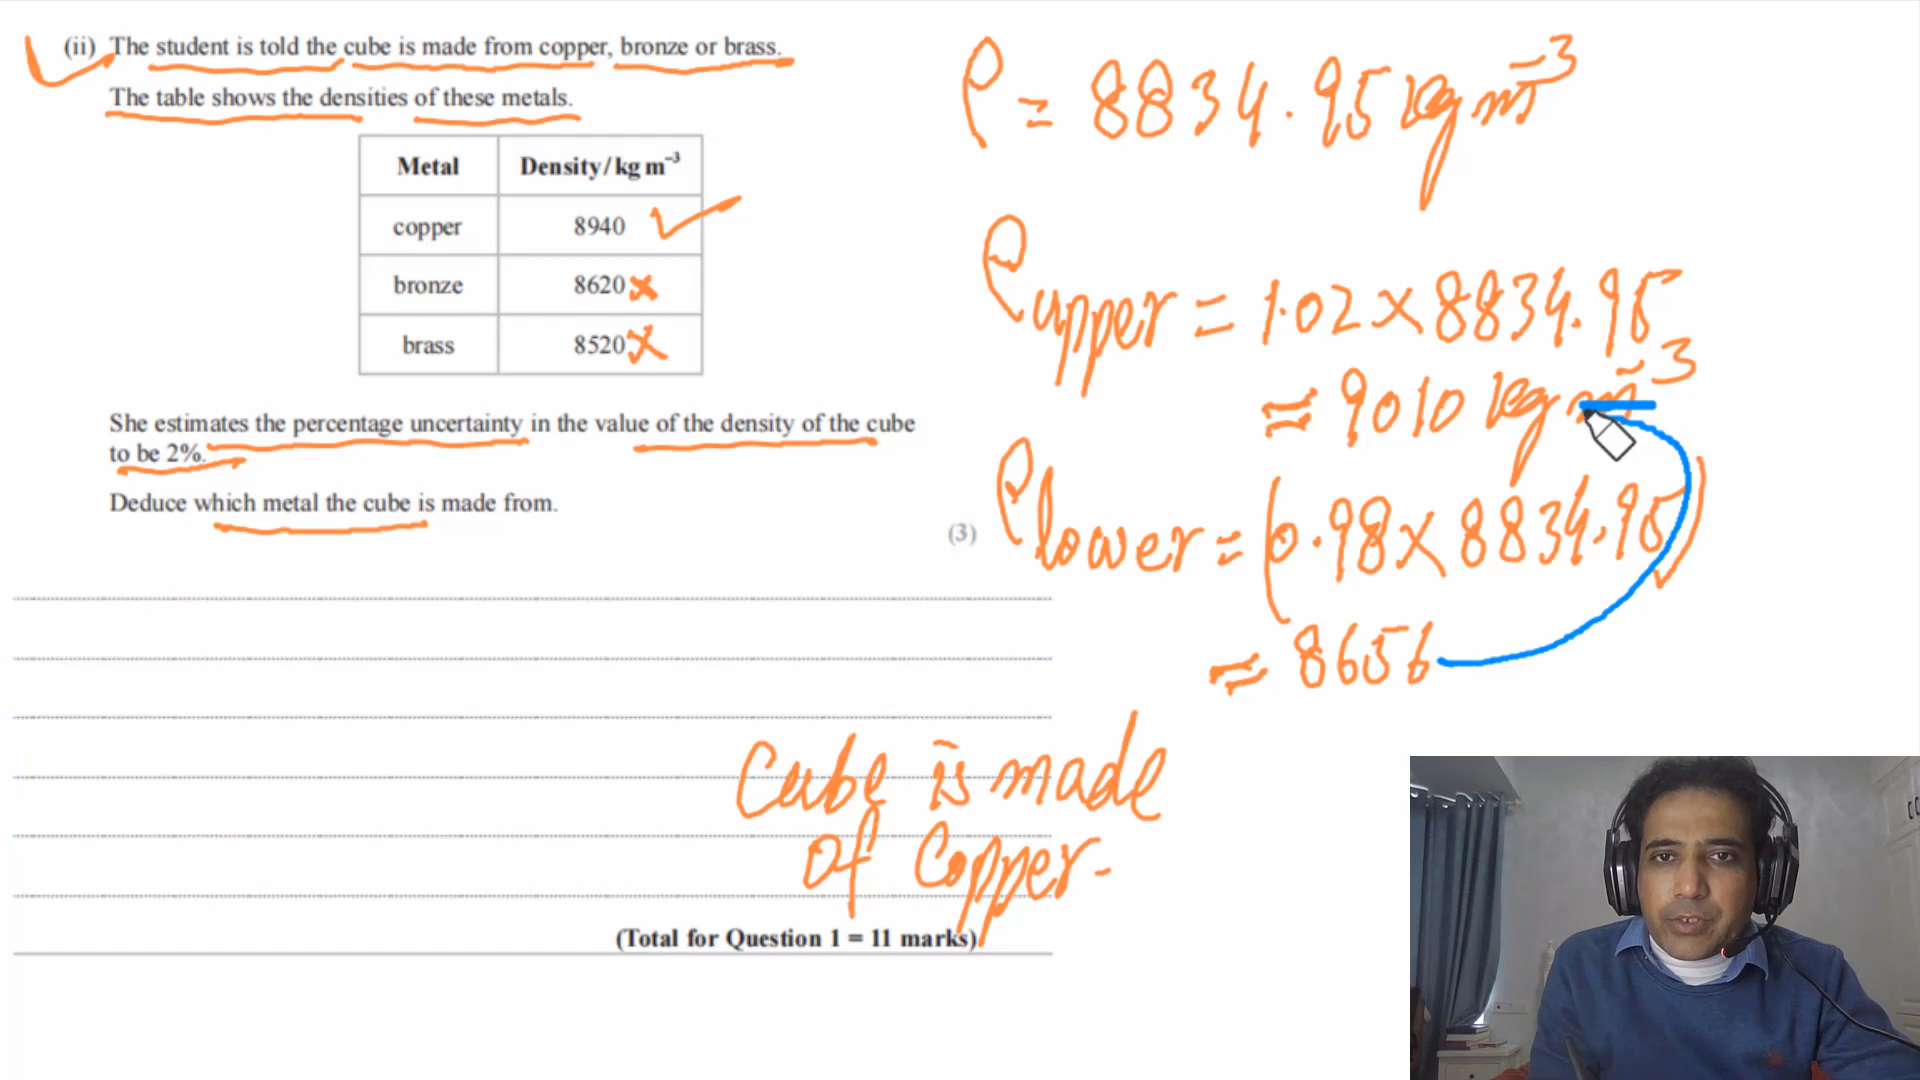 (ii) The student is told the cube is made from copper, bronze or brass.
The table shows the densities of these metals.
Metal Density/kg m⁻³
copper 8940
bronze 8620
brass 8520
She estimates the percentage uncertainty in the value of the density of the cube
to be 2%.
Deduce which metal the cube is made from.
(3)
Cube is made
of Copper.
(Total for Question 1 = 11 marks)
ρ = 8834.95 kg m⁻³
ρupper = 1.02 × 8834.95
= 9010 kg m⁻³
ρlower = (0.98 × 8834.95)
= 8656